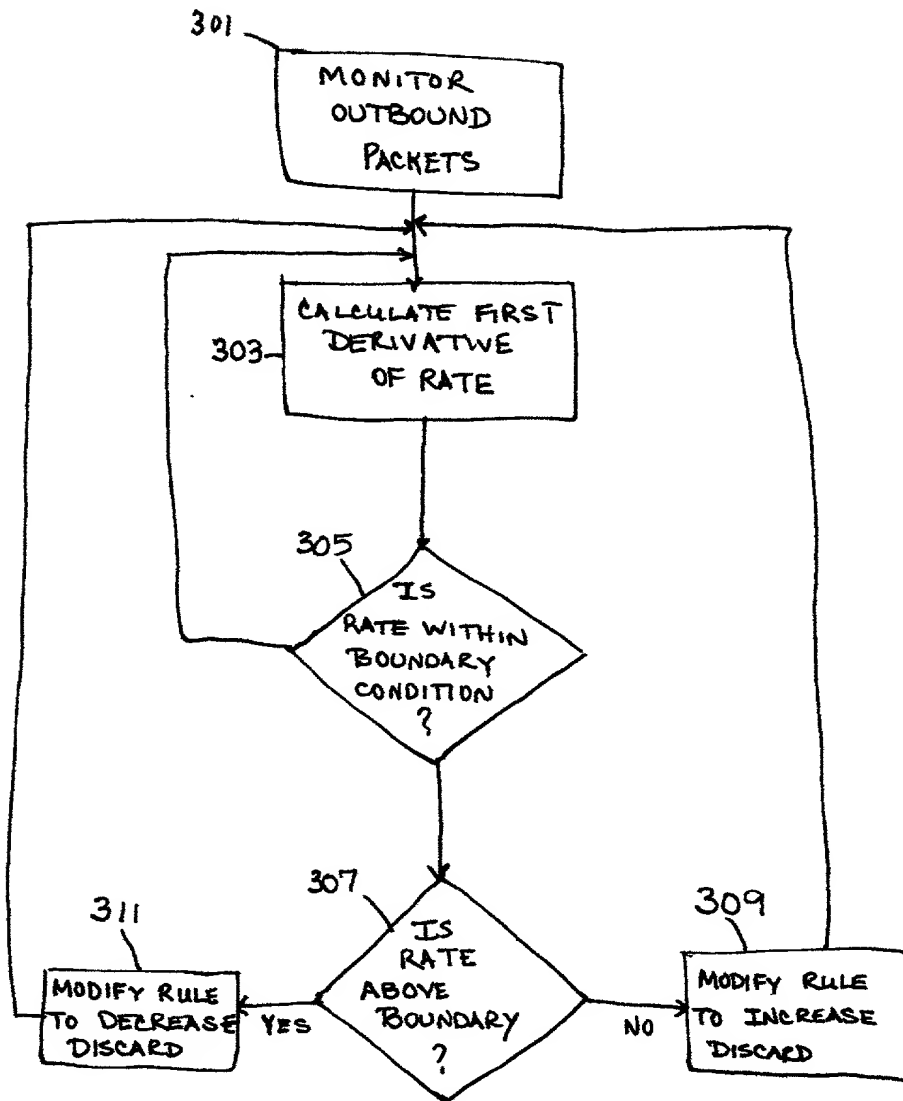 301
MONITOR
OUTBOUND
PACKETS
CALCULATE FIRST
DERIVATIVE
OF RATE
303
305
IS
RATE WITHIN
BOUNDARY
CONDITION
?
307
IS
RATE
ABOVE
BOUNDARY
?
YES
NO
311
MODIFY RULE
TO DECREASE
DISCARD
309
MODIFY RULE
TO INCREASE
DISCARD